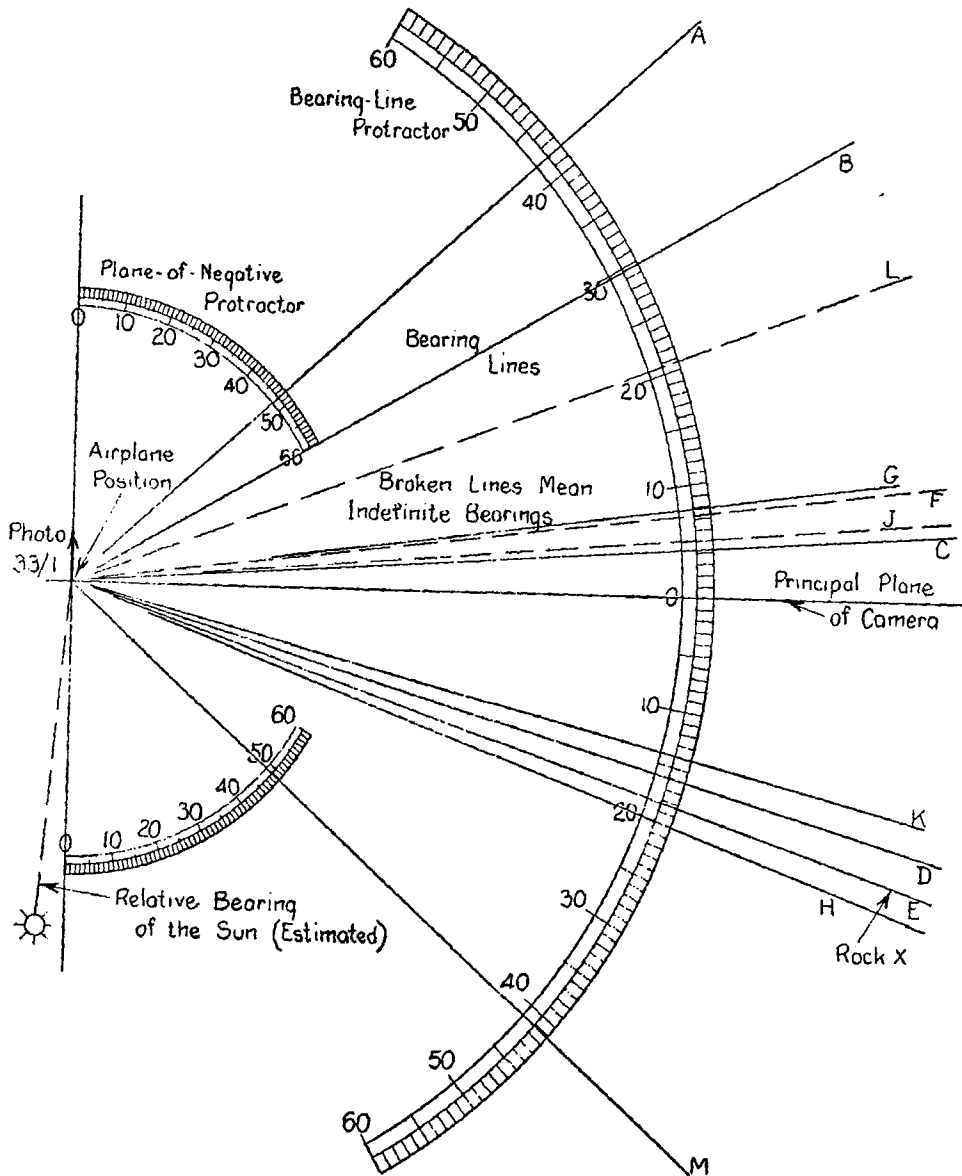 60
A
Bearing-Line
Protractor
50
B
40
Plane-of-Negative
Protractor
30
L
0
10
20
30
40
50
60
Bearing
Lines
20
Airplane
Position
Broken Lines Mean
Indefinite Bearings
10
G
F
Photo
33/1
J
C
0
Principal Plane
of Camera
10
60
50
40
30
20
10
0
20
K
D
E
H
Relative Bearing
of the Sun (Estimated)
30
Rock X
40
50
60
M